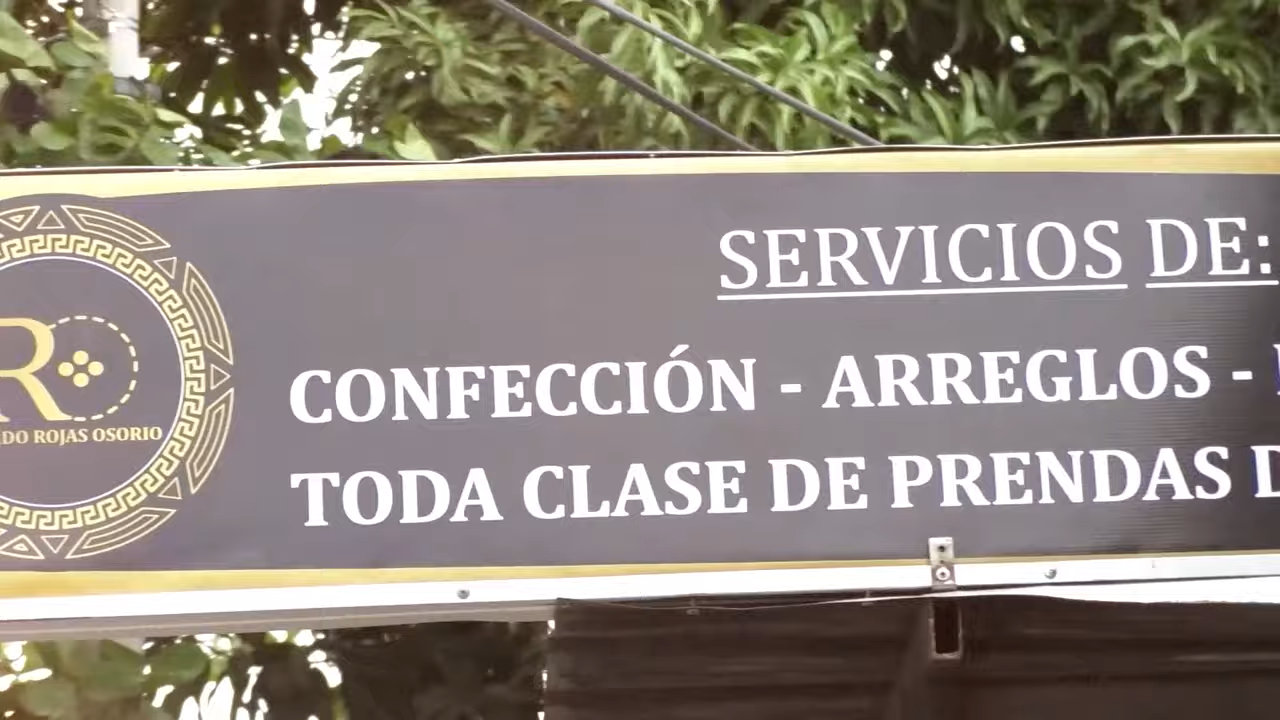 SERVICIOS DE:
CONFECCIÓN - ARREGLOS -
TODA CLASE DE PRENDAS
R
ROJAS OSORIO